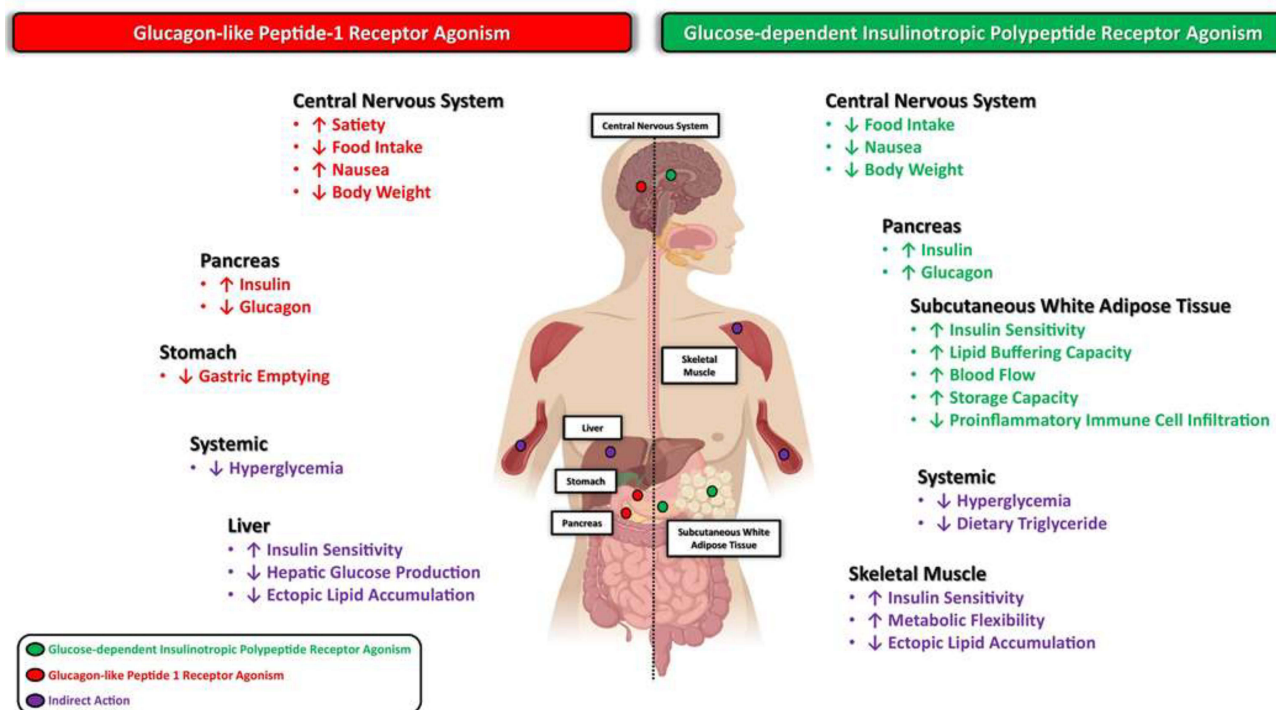 Glucagon-like Peptide-1 Receptor Agonism
Glucose-dependent Insulinotropic Polypeptide Receptor Agonism
Central Nervous System
• ↑ Satiety
• ↓ Food Intake
• ↑ Nausea
• ↓ Body Weight
Pancreas
• ↑ Insulin
• ↓ Glucagon
Stomach
• ↓ Gastric Emptying
Systemic
• ↓ Hyperglycemia
Liver
• ↑ Insulin Sensitivity
• ↓ Hepatic Glucose Production
• ↓ Ectopic Lipid Accumulation
Central Nervous System
Skeletal
Muscle
Liver
Stomach
Pancreas
Subcutaneous White
Adipose Tissue
Central Nervous System
• ↓ Food Intake
• ↓ Nausea
• ↓ Body Weight
Pancreas
• ↑ Insulin
• ↑ Glucagon
Subcutaneous White Adipose Tissue
• ↑ Insulin Sensitivity
• ↑ Lipid Buffering Capacity
• ↑ Blood Flow
• ↑ Storage Capacity
• ↓ Proinflammatory Immune Cell Infiltration
Systemic
• ↓ Hyperglycemia
• ↓ Dietary Triglyceride
Skeletal Muscle
• ↑ Insulin Sensitivity
• ↑ Metabolic Flexibility
• ↓ Ectopic Lipid Accumulation
Glucose-dependent Insulinotropic Polypeptide Receptor Agonism
Glucagon-like Peptide 1 Receptor Agonism
Indirect Action